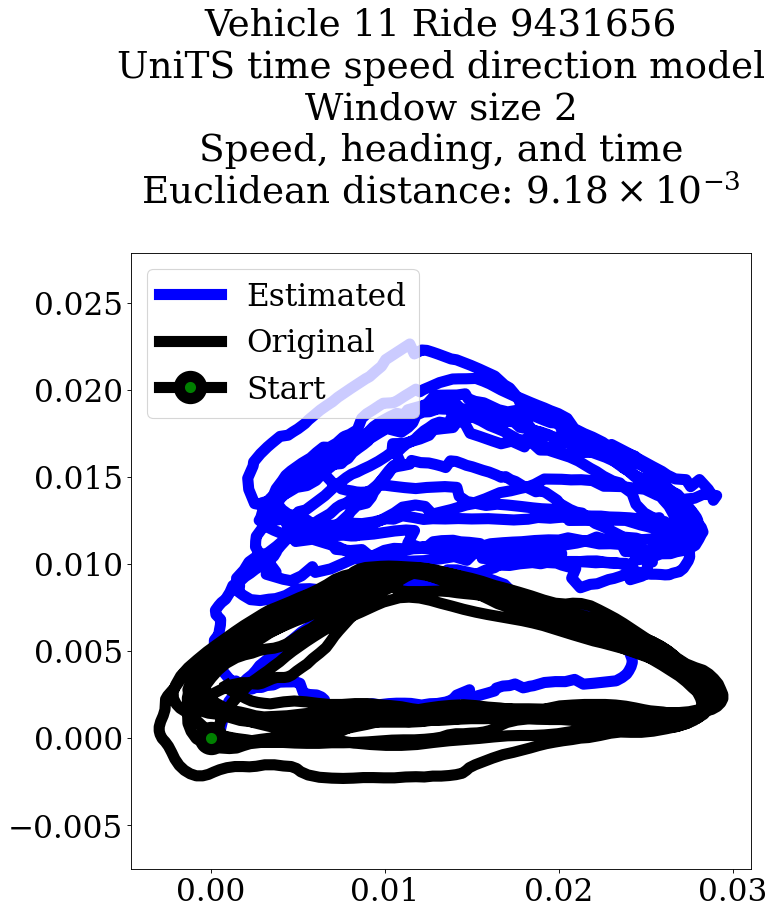 Vehicle 11 Ride 9431656
UniTS time speed direction model
Window size 2
Speed, heading, and time
Euclidean distance: 9.18 × 10⁻³
Estimated
Original
Start
0.025
0.020
0.015
0.010
0.005
0.000
−0.005
0.00 0.01 0.02 0.03